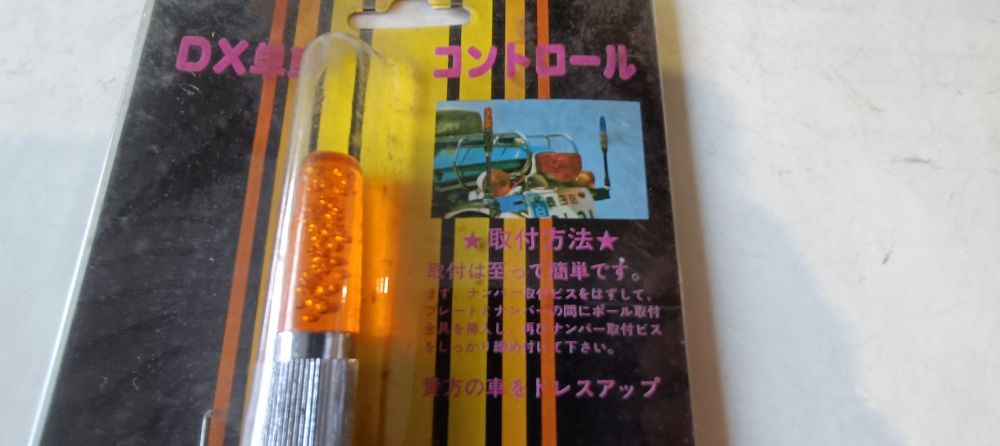 DX単車 コントロール
★取付方法★
取付は至って簡単です。
まず、ナンバー取付ビスをはずして、
プレートとナンバーの間にポール取付
金具を挿入し、再びナンバー取付ビス
をしっかり締め付けて下さい。
貴方の車をドレスアップ